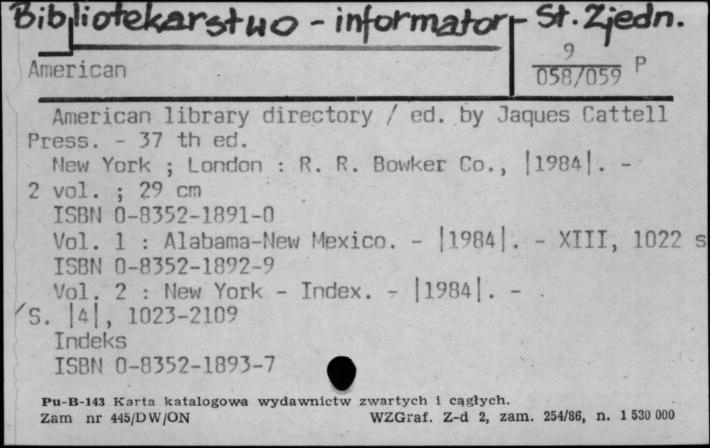 Bibliotekarstwo - informator - St. Zjedn.
American
9
058/059 P
American library directory / ed. by Jaques Cattell
Press. - 37 th ed.
New York ; London : R. R. Bowker Co., |1984|. -
2 vol. ; 29 cm
ISBN 0-8352-1891-0
Vol. 1 : Alabama-New Mexico. - |1984|. - XIII, 1022 s
ISBN 0-8352-1892-9
Vol. 2 : New York - Index. - |1984|. -
S. |4|, 1023-2109
Indeks
ISBN 0-8352-1893-7
Pu-B-143 Karta katalogowa wydawnictw zwartych i cągłych.
Zam nr 445/DW/ON WZGraf. Z-d 2, zam. 254/86, n. 1 530 000